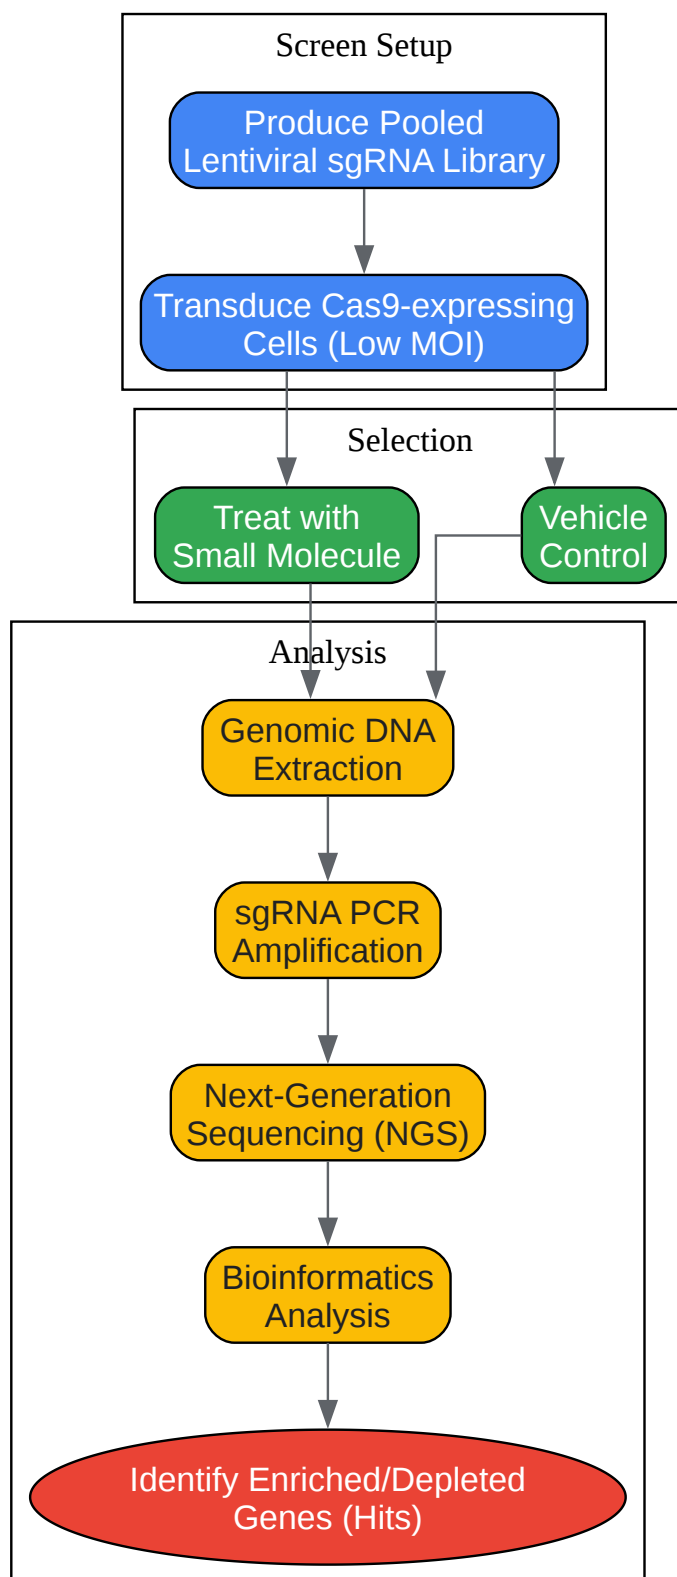 Screen Setup
Produce Pooled
Lentiviral sgRNA Library
Transduce Cas9-expressing
Cells (Low MOI)
Selection
Treat with
Small Molecule
Vehicle
Control
Analysis
Genomic DNA
Extraction
sgRNA PCR
Amplification
Next-Generation
Sequencing (NGS)
Bioinformatics
Analysis
Identify Enriched/Depleted
Genes (Hits)